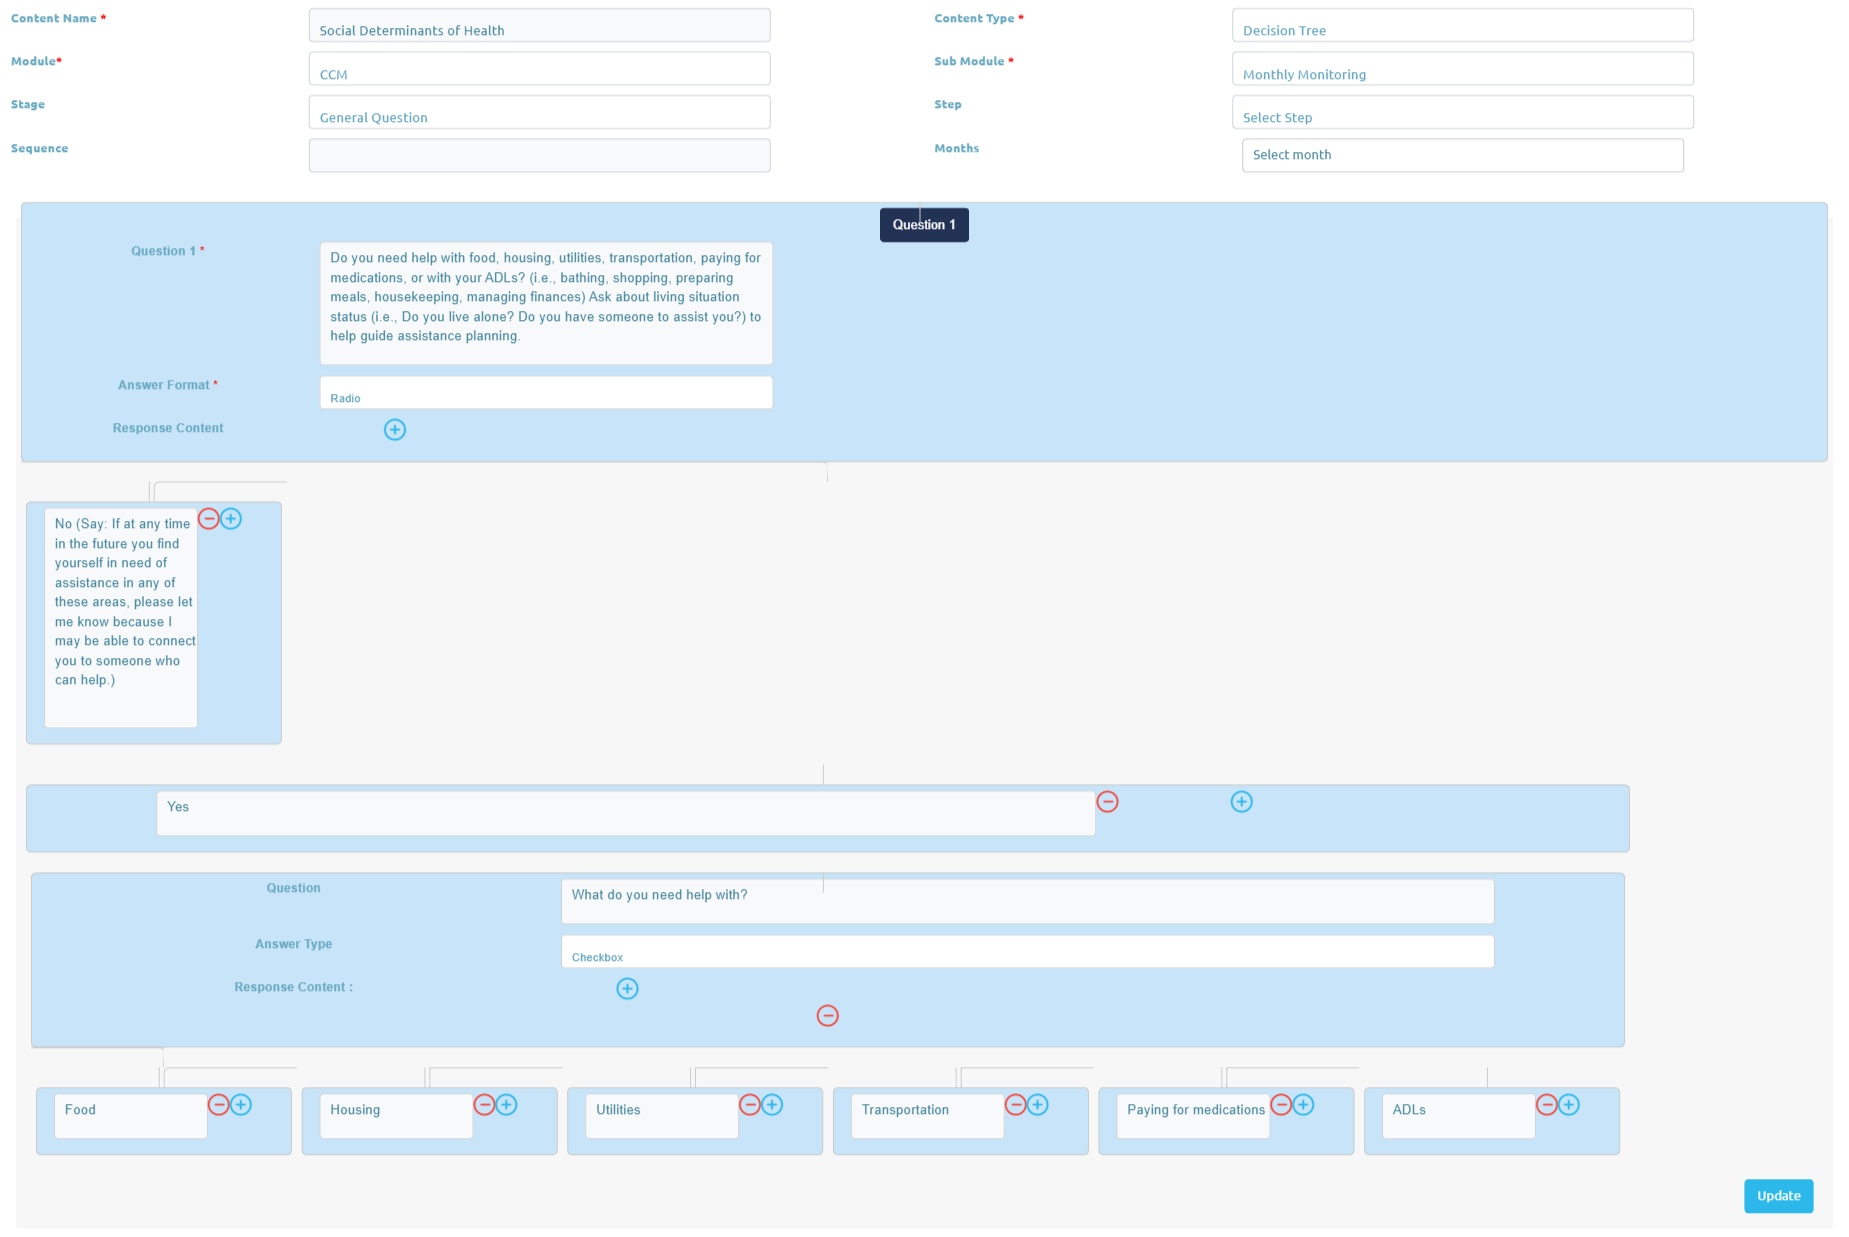 Content Name *
Social Determinants of Health
Content Type *
Decision Tree
Module*
CCM
Sub Module *
Monthly Monitoring
Stage
General Question
Step
Select Step
Sequence
Months
Select month
Question 1
Question 1 *
Do you need help with food, housing, utilities, transportation, paying for
medications, or with your ADLs? (i.e., bathing, shopping, preparing
meals, housekeeping, managing finances) Ask about living situation
status (i.e., Do you live alone? Do you have someone to assist you?) to
help guide assistance planning.
Answer Format *
Radio
Response Content
No (Say: If at any time
in the future you find
yourself in need of
assistance in any of
these areas, please let
me know because I
may be able to connect
you to someone who
can help.)
Yes
Question
What do you need help with?
Answer Type
Checkbox
Response Content :
Food
Housing
Utilities
Transportation
Paying for medications
ADLs
Update